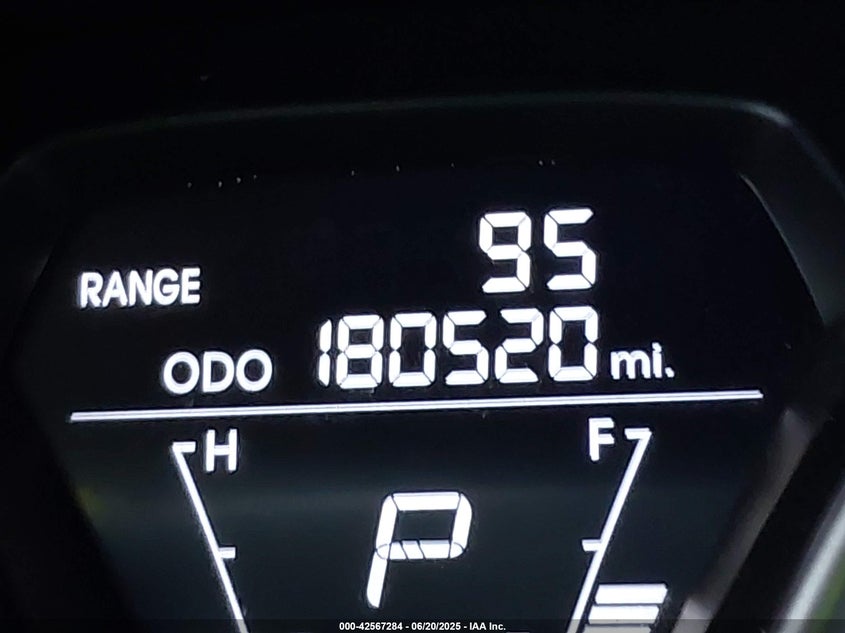 95
RANGE
ODO 180520 mi.
H F
P
000-42567284 - 06/20/2025 - IAA Inc.